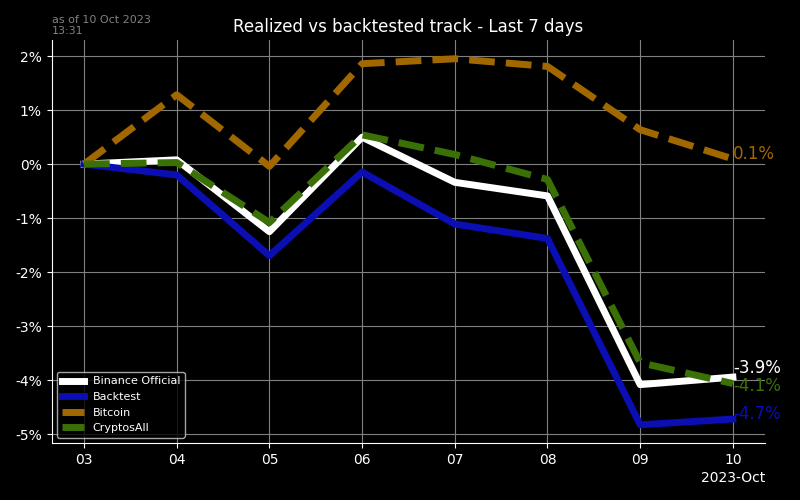 as of 10 Oct 2023
13:31
Realized vs backtested track - Last 7 days
2%
1%
0%
-1%
-2%
-3%
-4%
-5%
0.1%
-3.9%
-4.1%
-4.7%
Binance Official
Backtest
Bitcoin
CryptosAll
03 04 05 06 07 08 09 10
2023-Oct